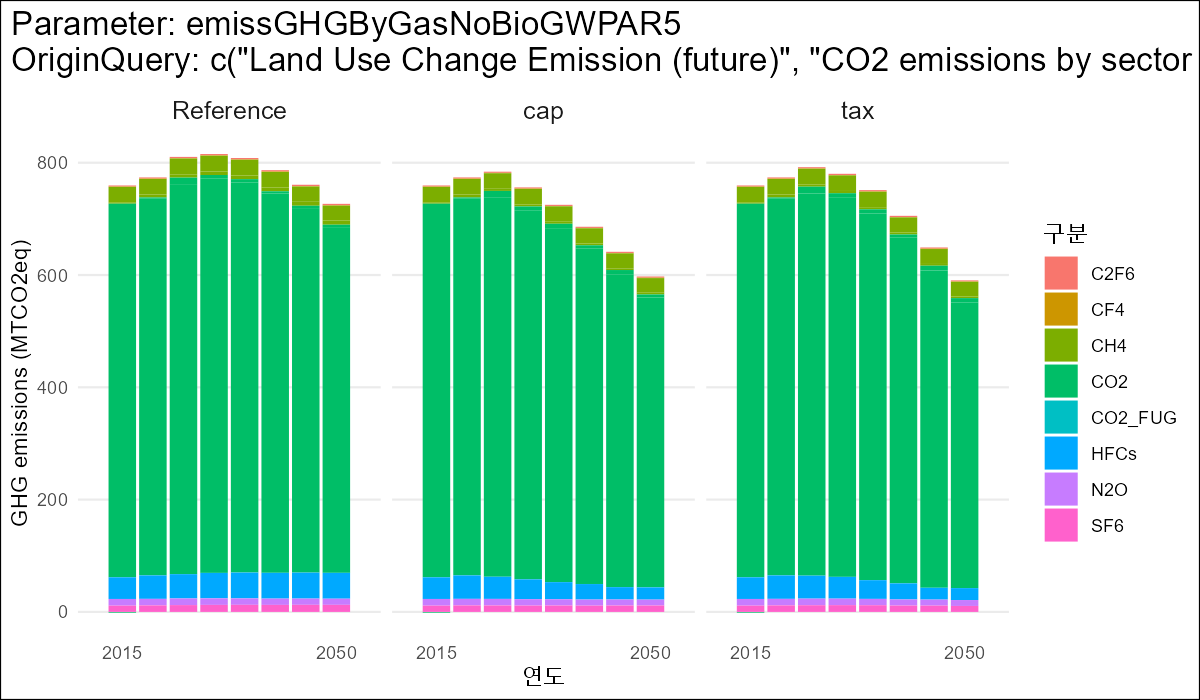 Parameter: emissGHGByGasNoBioGWPAR5
OriginQuery: c("Land Use Change Emission (future)", "CO2 emissions by sector
Reference
cap
tax
GHG emissions (MTCO2eq)
800
600
400
200
0
2015
2050
2015
2050
2015
2050
연도
구분
C2F6
CF4
CH4
CO2
CO2_FUG
HFCs
N2O
SF6